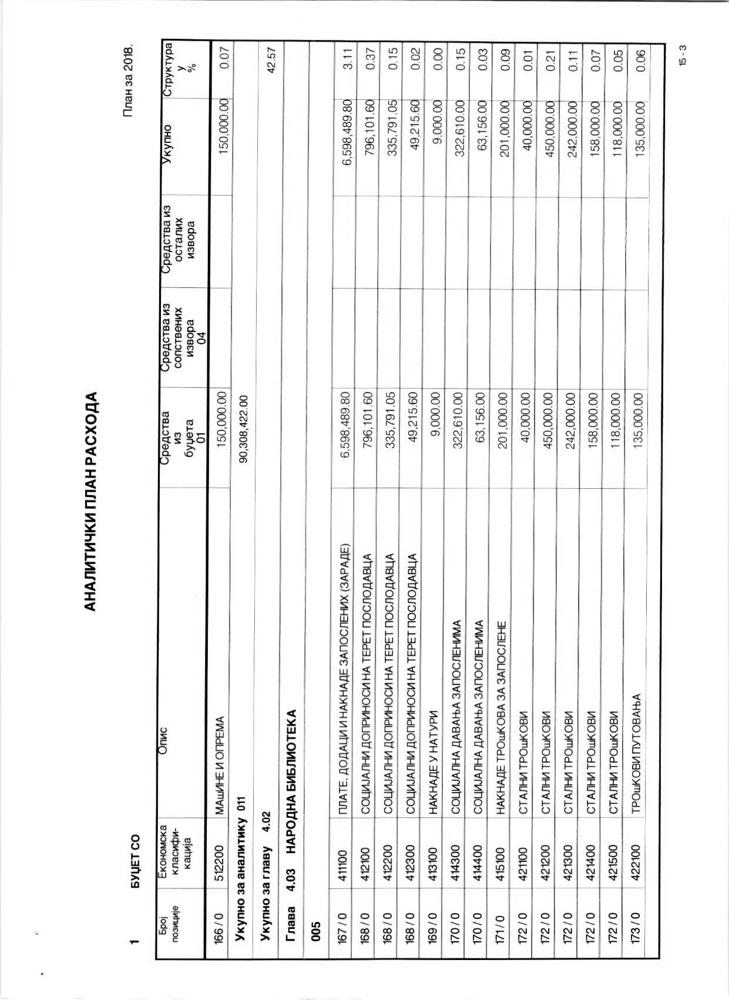 АНАЛИТИЧКИ ПЛАН РАСХОДА
План за 2018.
1 БУЏЕТ СО
Број позиције Економска класифи-кација Опис Средства из буџета 01 Средства из сопствених извора 04 Средства из осталих извора Укупно Структура у %
166 / 0 512200 МАшИНЕ И ОПРЕМА 150,000.00 150,000.00 0.07
Укупно за аналитику 011 90,308,422.00
Укупно за главу 4.02 42.57
Глава 4.03 НАРОДНА БИБЛИОТЕКА
005
167 / 0 411100 ПЛАТЕ, ДОДАЦИ И НАКНАДЕ ЗАПОСЛЕНИХ (ЗАРАДЕ) 6,598,489.80 6,598,489.80 3.11
168 / 0 412100 СОЦИЈАЛНИ ДОПРИНОСИ НА ТЕРЕТ ПОСЛОДАВЦА 796,101.60 796,101.60 0.37
168 / 0 412200 СОЦИЈАЛНИ ДОПРИНОСИ НА ТЕРЕТ ПОСЛОДАВЦА 335,791.05 335,791.05 0.15
168 / 0 412300 СОЦИЈАЛНИ ДОПРИНОСИ НА ТЕРЕТ ПОСЛОДАВЦА 49,215.60 49,215.60 0.02
169 / 0 413100 НАКНАДЕ У НАТУРИ 9,000.00 9,000.00 0.00
170 / 0 414300 СОЦИЈАЛНА ДАВАЊА ЗАПОСЛЕНИМА 322,610.00 322,610.00 0.15
170 / 0 414400 СОЦИЈАЛНА ДАВАЊА ЗАПОСЛЕНИМА 63,156.00 63,156.00 0.03
171 / 0 415100 НАКНАДЕ ТРОшКОВА ЗА ЗАПОСЛЕНЕ 201,000.00 201,000.00 0.09
172 / 0 421100 СТАЛНИ ТРОшКОВИ 40,000.00 40,000.00 0.01
172 / 0 421200 СТАЛНИ ТРОшКОВИ 450,000.00 450,000.00 0.21
172 / 0 421300 СТАЛНИ ТРОшКОВИ 242,000.00 242,000.00 0.11
172 / 0 421400 СТАЛНИ ТРОшКОВИ 158,000.00 158,000.00 0.07
172 / 0 421500 СТАЛНИ ТРОшКОВИ 118,000.00 118,000.00 0.05
173 / 0 422100 ТРОшКОВИ ПУТОВАЊА 135,000.00 135,000.00 0.06
15 - 3